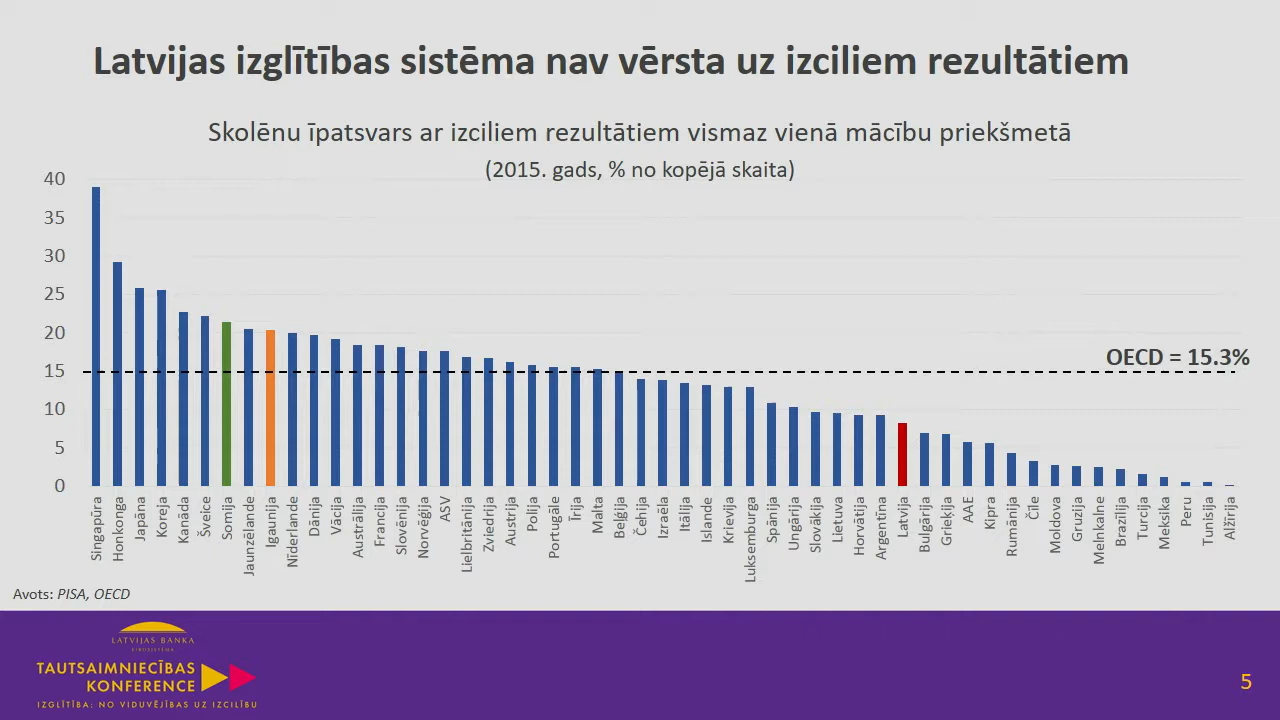 Latvijas izglītības sistēma nav vērsta uz izciliem rezultātiem
Skolēnu īpatsvars ar izciliem rezultātiem vismaz vienā mācību priekšmetā
(2015. gads, % no kopējā skaita)
40
35
30
25
20
15
10
5
0
OECD = 15.3%
Singapūra
Honkonga
Japāna
Koreja
Kanāda
Šveice
Somija
Jaunzēlande
Igaunija
Nīderlande
Dānija
Vācija
Austrālija
Francija
Slovēnija
Norvēģija
ASV
Lielbritānija
Zviedrija
Austrija
Polija
Portugāle
Īrija
Malta
Beļģija
Čehija
Izraēla
Itālija
Islande
Krievija
Luksemburga
Spānija
Ungārija
Slovākija
Lietuva
Horvātija
Argentīna
Latvija
Bulgārija
Grieķija
AAE
Kipra
Rumānija
Čīle
Moldova
Gruzija
Melnkalne
Brazīlija
Turcija
Meksika
Peru
Tunisija
Alžīrija
Avots: PISA, OECD
LATVIJAS BANKA
EIROSISTĒMA
TAUTSAIMNIECĪBAS
KONFERENCE
IZGLĪTĪBA: NO VIDUVĒJĪBAS UZ IZCILĪBU
5